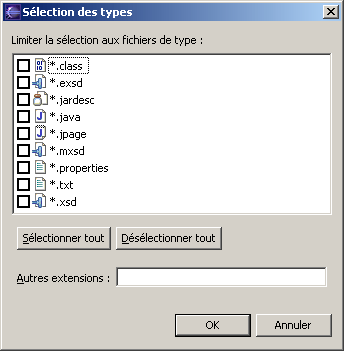 Sélection des types
Limiter la sélection aux fichiers de type :
*.class
*.exsd
*.jardesc
*.java
*.jpage
*.mxsd
*.properties
*.txt
*.xsd
Sélectionner tout
Désélectionner tout
Autres extensions :
OK
Annuler